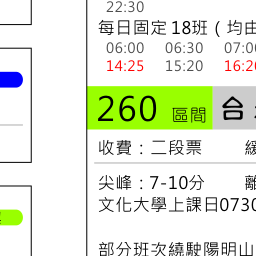 22:30
每日固定18班（均由
06:00 06:30 07:0
14:25 15:20 16:2
260 區間 台
收費：二段票 緩
尖峰：7-10分 離
文化大學上課日0730
部分班次繞駛陽明山